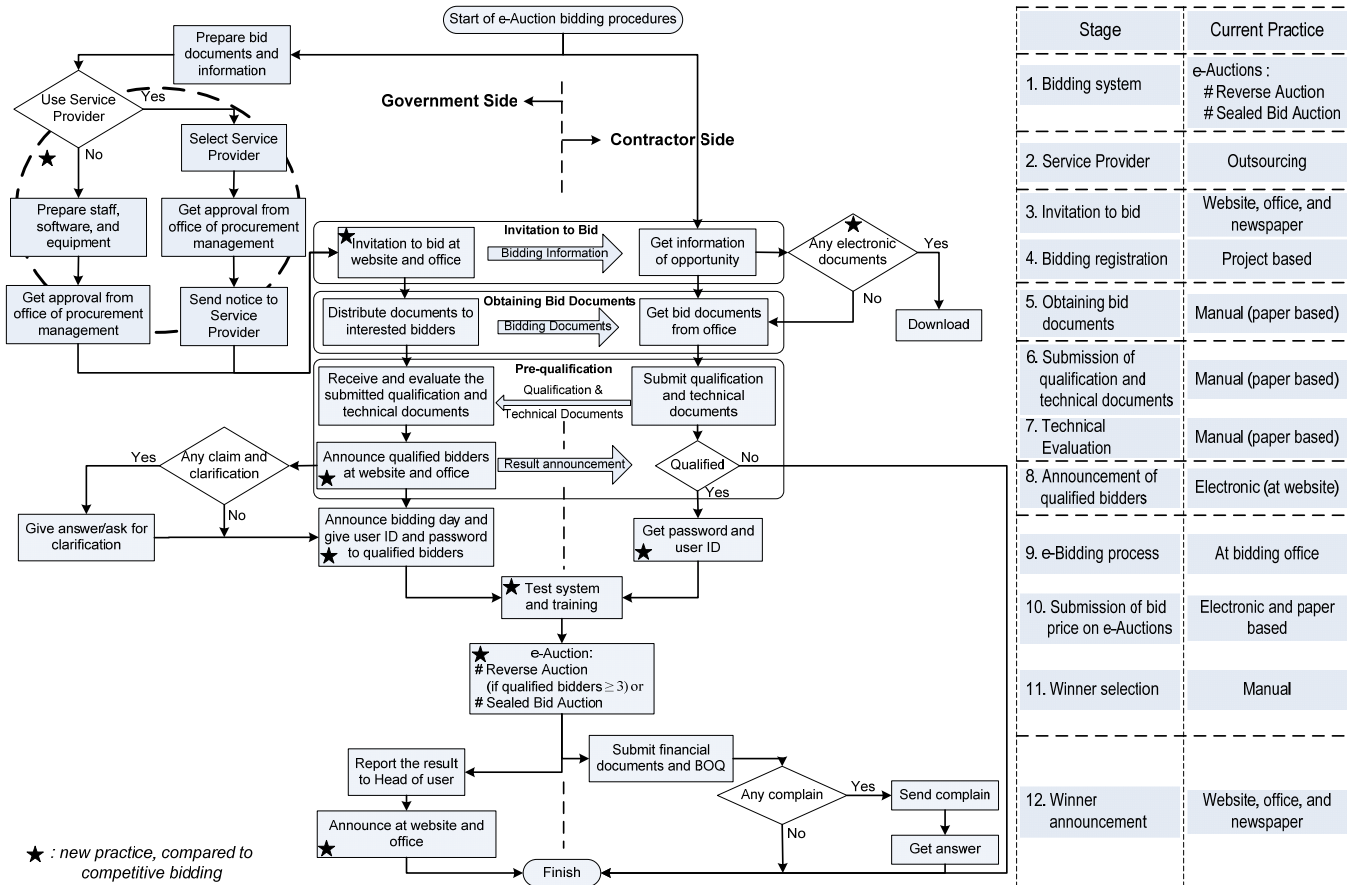 Start of e-Auction bidding procedures
Prepare bid
documents and
information
Use Service
Provider
Yes
No
Select Service
Provider
Government Side
Contractor Side
Prepare staff,
software, and
equipment
Get approval from
office of procurement
management
Get approval from
office of procurement
management
Send notice to
Service Provider
Invitation to bid at
website and office
Invitation to Bid
Bidding Information
Get information
of opportunity
Any electronic
documents
Yes
No
Download
Distribute documents to
interested bidders
Obtaining Bid Documents
Bidding Documents
Get bid documents
from office
Receive and evaluate the
submitted qualification and
technical documents
Pre-qualification
Qualification &
Technical Documents
Submit qualification
and technical
documents
Any claim and
clarification
Yes
No
Announce qualified bidders
at website and office
Result announcement
Qualified
No
Yes
Give answer/ask for
clarification
Announce bidding day and
give user ID and password
to qualified bidders
Get password and
user ID
Test system
and training
e-Auction:
# Reverse Auction
(if qualified bidders ≥ 3) or
# Sealed Bid Auction
Report the result
to Head of user
Submit financial
documents and BOQ
Any complain
Yes
No
Send complain
Get answer
Announce at website and
office
Finish
★ : new practice, compared to
competitive bidding
Stage
Current Practice
1. Bidding system
e-Auctions :
# Reverse Auction
# Sealed Bid Auction
2. Service Provider
Outsourcing
3. Invitation to bid
Website, office, and
newspaper
4. Bidding registration
Project based
5. Obtaining bid
documents
Manual (paper based)
6. Submission of
qualification and
technical documents
Manual (paper based)
7. Technical
Evaluation
Manual (paper based)
8. Announcement of
qualified bidders
Electronic (at website)
9. e-Bidding process
At bidding office
10. Submission of bid
price on e-Auctions
Electronic and paper
based
11. Winner selection
Manual
12. Winner
announcement
Website, office, and
newspaper